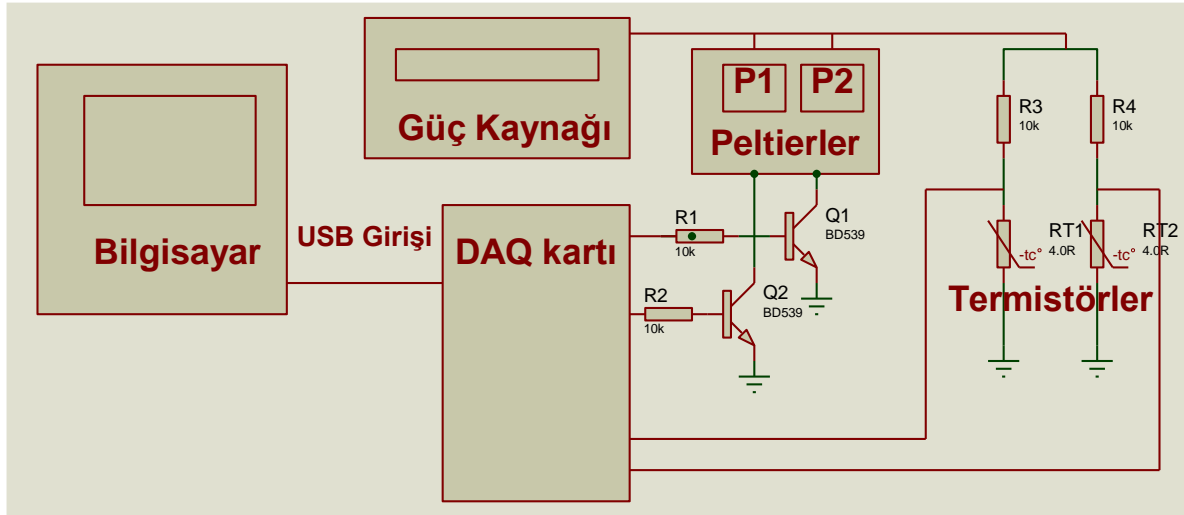 Güç Kaynağı
P1
P2
Peltierler
R3
10k
R4
10k
Bilgisayar
USB Girişi
DAQ kartı
R1
10k
Q1
BD539
R2
10k
Q2
BD539
RT1
4.0R
-tc°
RT2
4.0R
-tc°
Termistörler